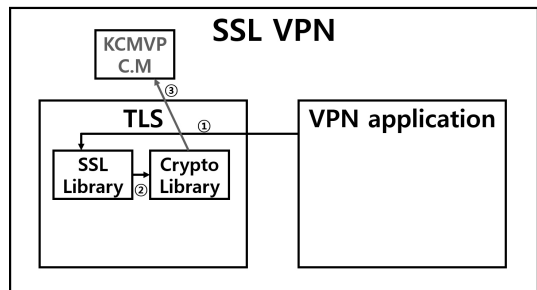 SSL VPN
KCMVP
C.M
③
TLS
①
VPN application
SSL
Library
②
Crypto
Library